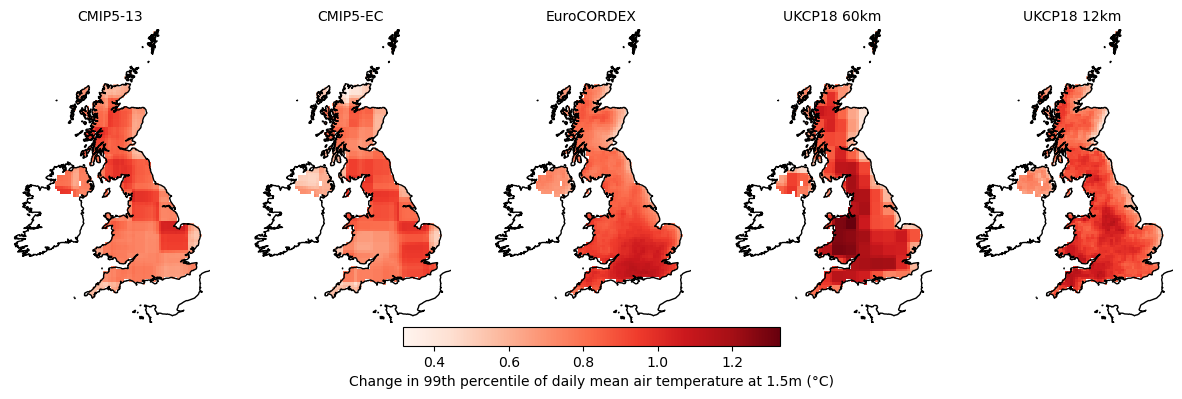 CMIP5-13
CMIP5-EC
EuroCORDEX
UKCP18 60km
UKCP18 12km
0.4
0.6
0.8
1.0
1.2
Change in 99th percentile of daily mean air temperature at 1.5m (°C)